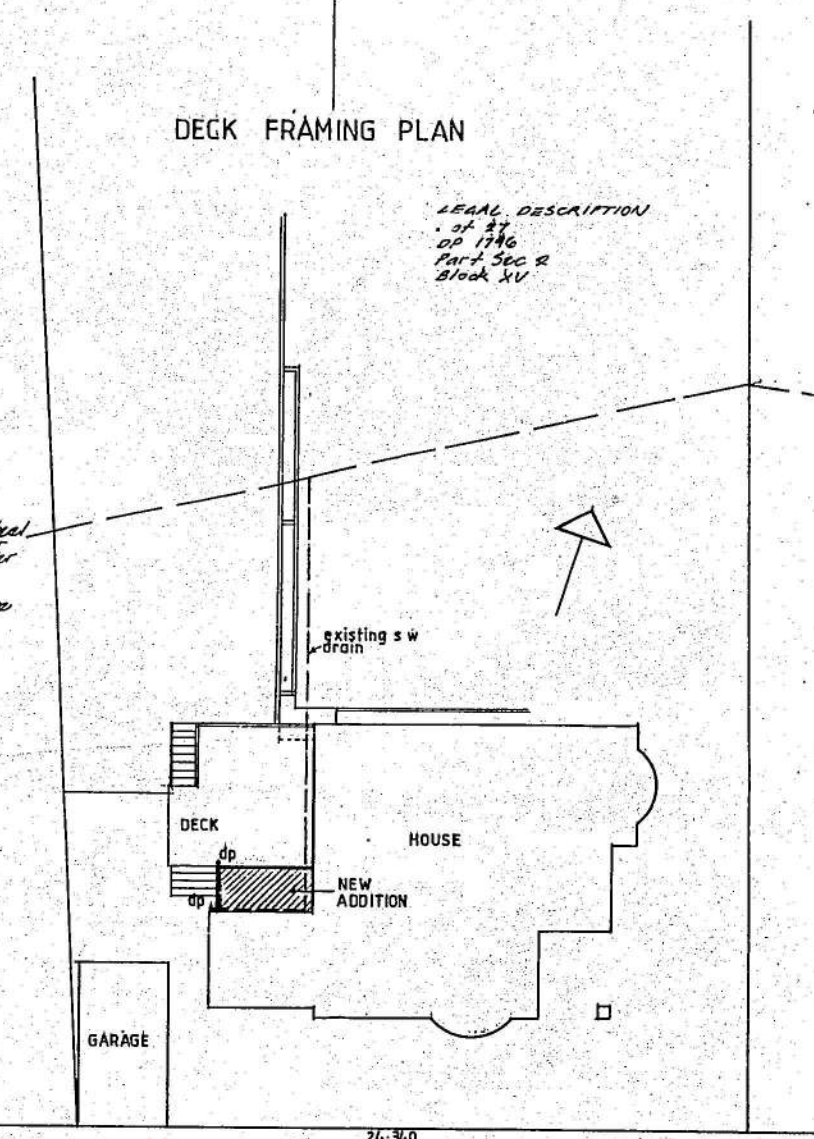 DECK FRAMING PLAN
LEGAL DESCRIPTION
DP 1746
Part Sec 2
Block XV
existing s w
drain
DECK
HOUSE
dp
NEW
ADDITION
dp
GARAGE